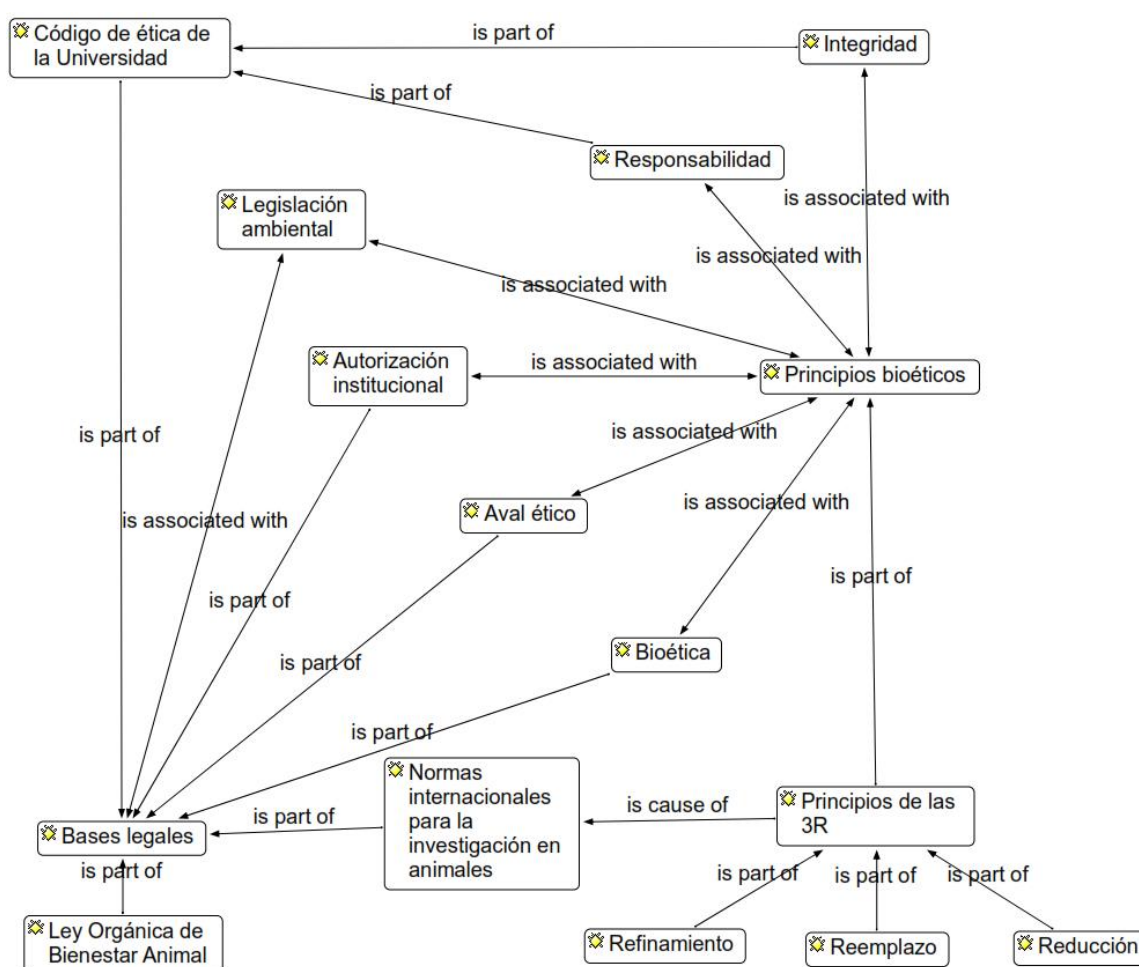 Código de ética de
la Universidad
is part of
Integridad
is part of
Responsabilidad
Legislación
ambiental
is associated with
is associated with
is associated with
Autorización
institucional
is associated with
Principios bioéticos
is part of
is associated with
is associated with
Aval ético
is associated with
is part of
is part of
Bioética
is part of
is part of
Normas
internacionales
para la
investigación en
animales
is cause of
Principios de las
3R
is part of
Bases legales
is part of
is part of
is part of
is part of
Ley Orgánica de
Bienestar Animal
Refinamiento
Reemplazo
Reducción